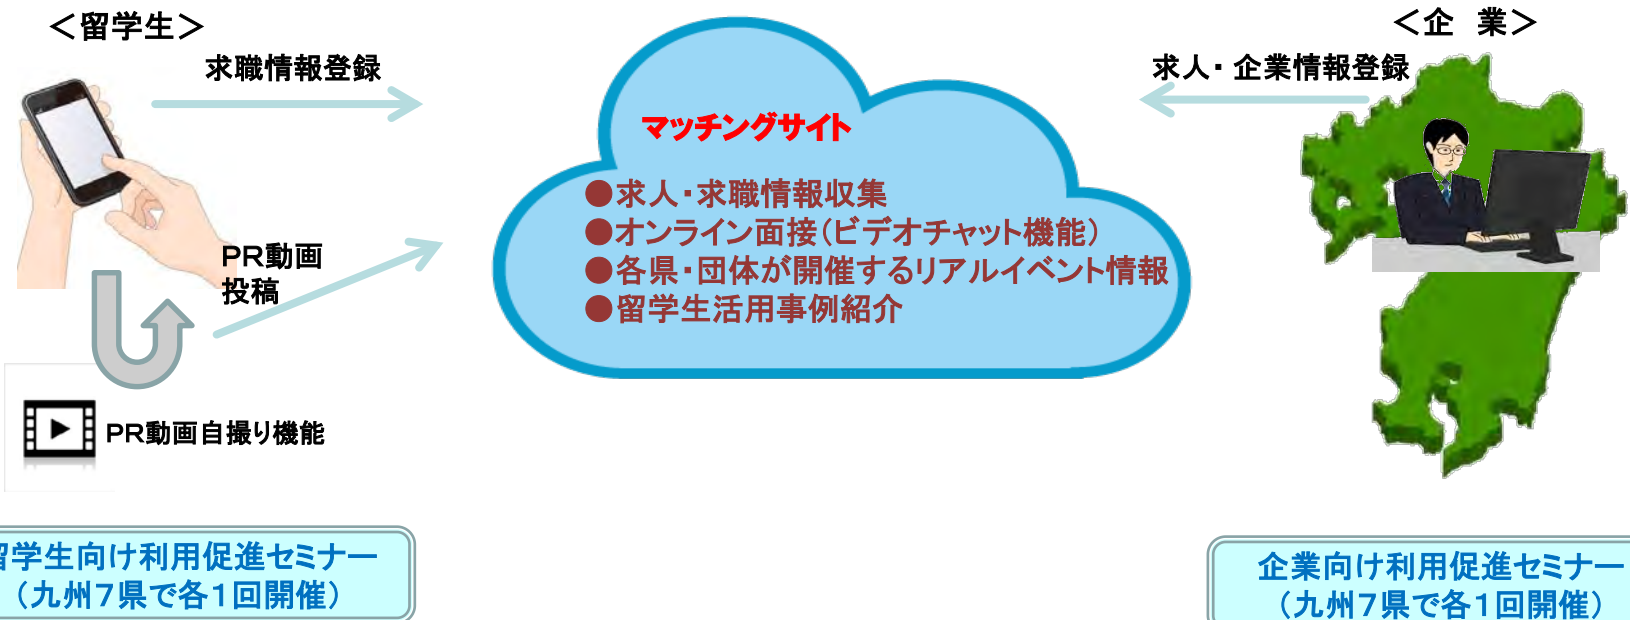 ＜留学生＞
求職情報登録
PR動画
投稿
PR動画自撮り機能
マッチングサイト
●求人・求職情報収集
●オンライン面接（ビデオチャット機能）
●各県・団体が開催するリアルイベント情報
●留学生活用事例紹介
＜企　業＞
求人・企業情報登録
留学生向け利用促進セミナー
（九州７県で各１回開催）
企業向け利用促進セミナー
（九州７県で各１回開催）